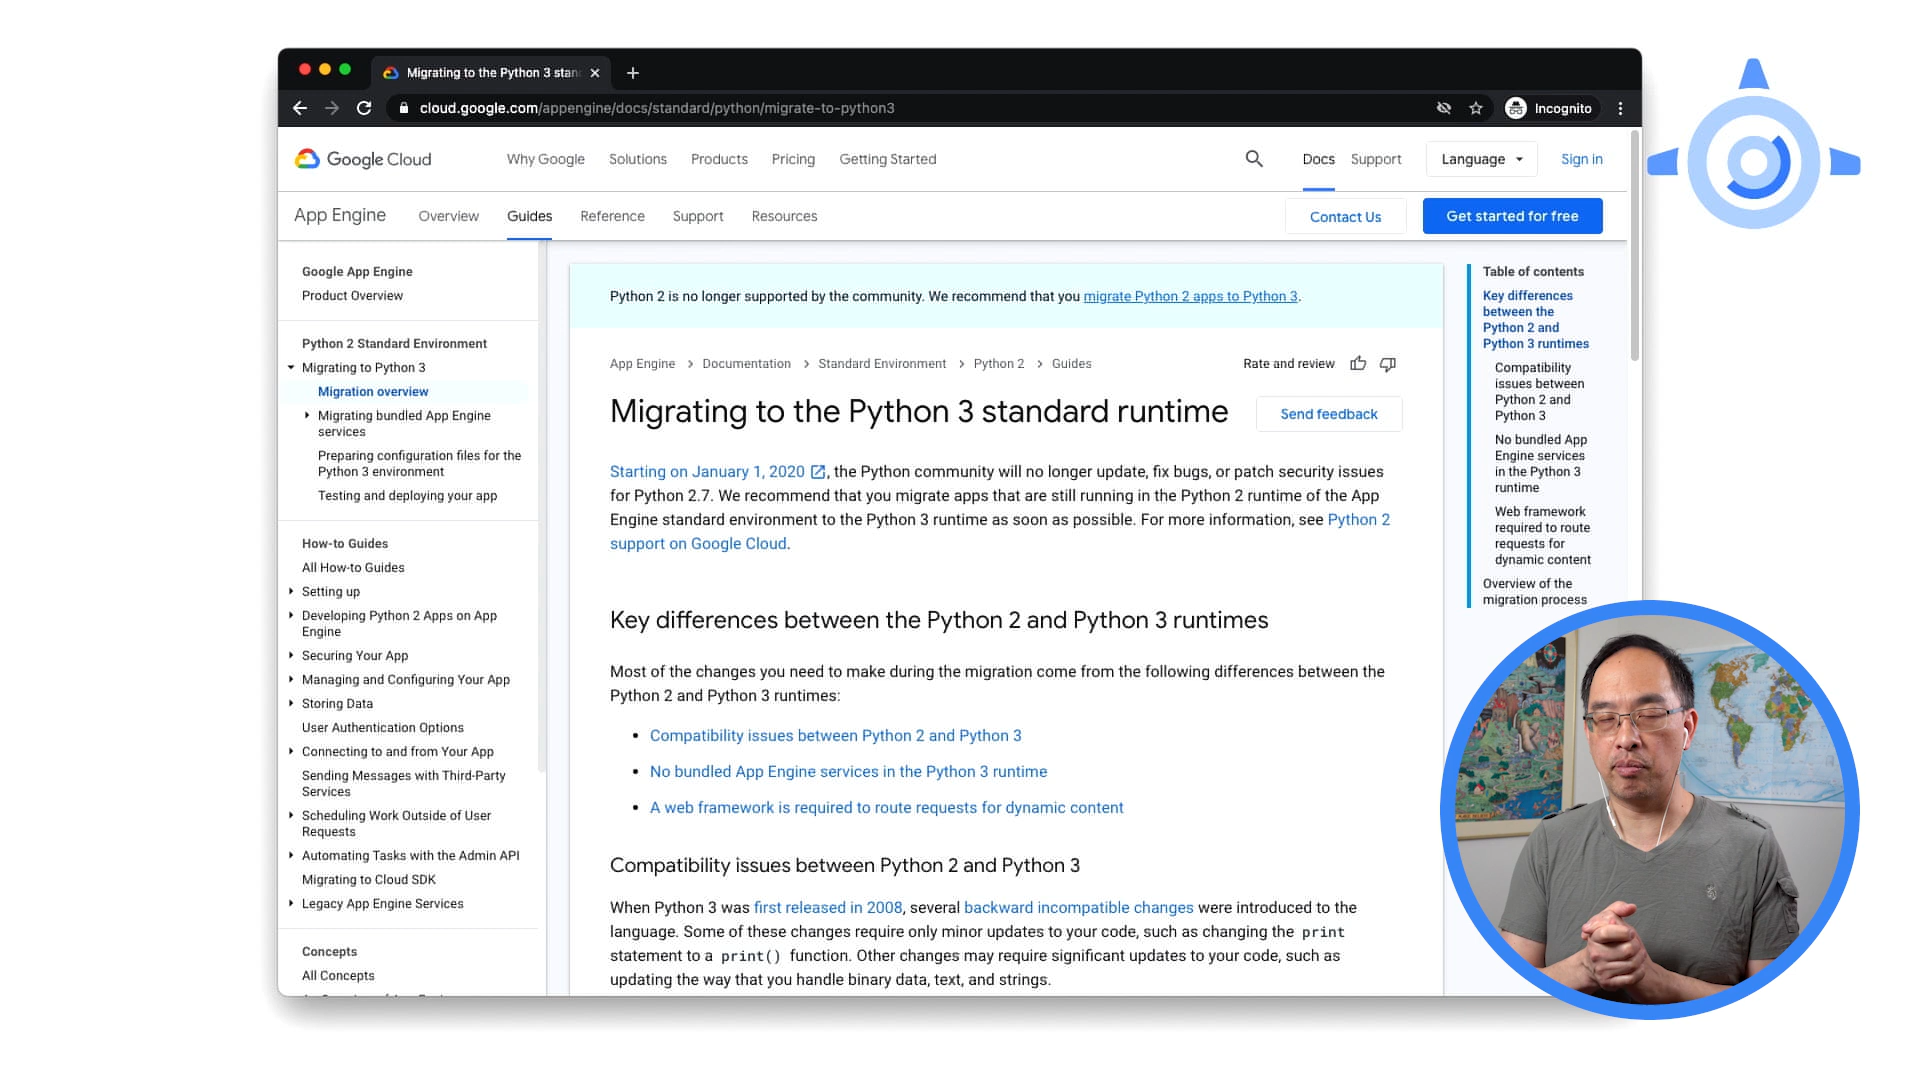 Migrating to the Python 3 stan
cloud.google.com/appengine/docs/standard/python/migrate-to-python3
Incognito
Google Cloud
Why Google
Solutions
Products
Pricing
Getting Started
Docs
Support
Language
Sign in
App Engine
Overview
Guides
Reference
Support
Resources
Contact Us
Get started for free
Google App Engine
Product Overview
Python 2 Standard Environment
Migrating to Python 3
Migration overview
Migrating bundled App Engine
services
Preparing configuration files for the
Python 3 environment
Testing and deploying your app
How-to Guides
All How-to Guides
Setting up
Developing Python 2 Apps on App
Engine
Securing Your App
Managing and Configuring Your App
Storing Data
User Authentication Options
Connecting to and from Your App
Sending Messages with Third-Party
Services
Scheduling Work Outside of User
Requests
Automating Tasks with the Admin API
Migrating to Cloud SDK
Legacy App Engine Services
Concepts
All Concepts
Python 2 is no longer supported by the community. We recommend that you migrate Python 2 apps to Python 3.
App Engine > Documentation > Standard Environment > Python 2 > Guides
Rate and review
Migrating to the Python 3 standard runtime
Send feedback
Starting on January 1, 2020, the Python community will no longer update, fix bugs, or patch security issues
for Python 2.7. We recommend that you migrate apps that are still running in the Python 2 runtime of the App
Engine standard environment to the Python 3 runtime as soon as possible. For more information, see Python 2
support on Google Cloud.
Key differences between the Python 2 and Python 3 runtimes
Most of the changes you need to make during the migration come from the following differences between the
Python 2 and Python 3 runtimes:
• Compatibility issues between Python 2 and Python 3
• No bundled App Engine services in the Python 3 runtime
• A web framework is required to route requests for dynamic content
Compatibility issues between Python 2 and Python 3
When Python 3 was first released in 2008, several backward incompatible changes were introduced to the
language. Some of these changes require only minor updates to your code, such as changing the print
statement to a print() function. Other changes may require significant updates to your code, such as
updating the way that you handle binary data, text, and strings.
Table of contents
Key differences
between the
Python 2 and
Python 3 runtimes
Compatibility
issues between
Python 2 and
Python 3
No bundled App
Engine services
in the Python 3
runtime
Web framework
required to route
requests for
dynamic content
Overview of the
migration process